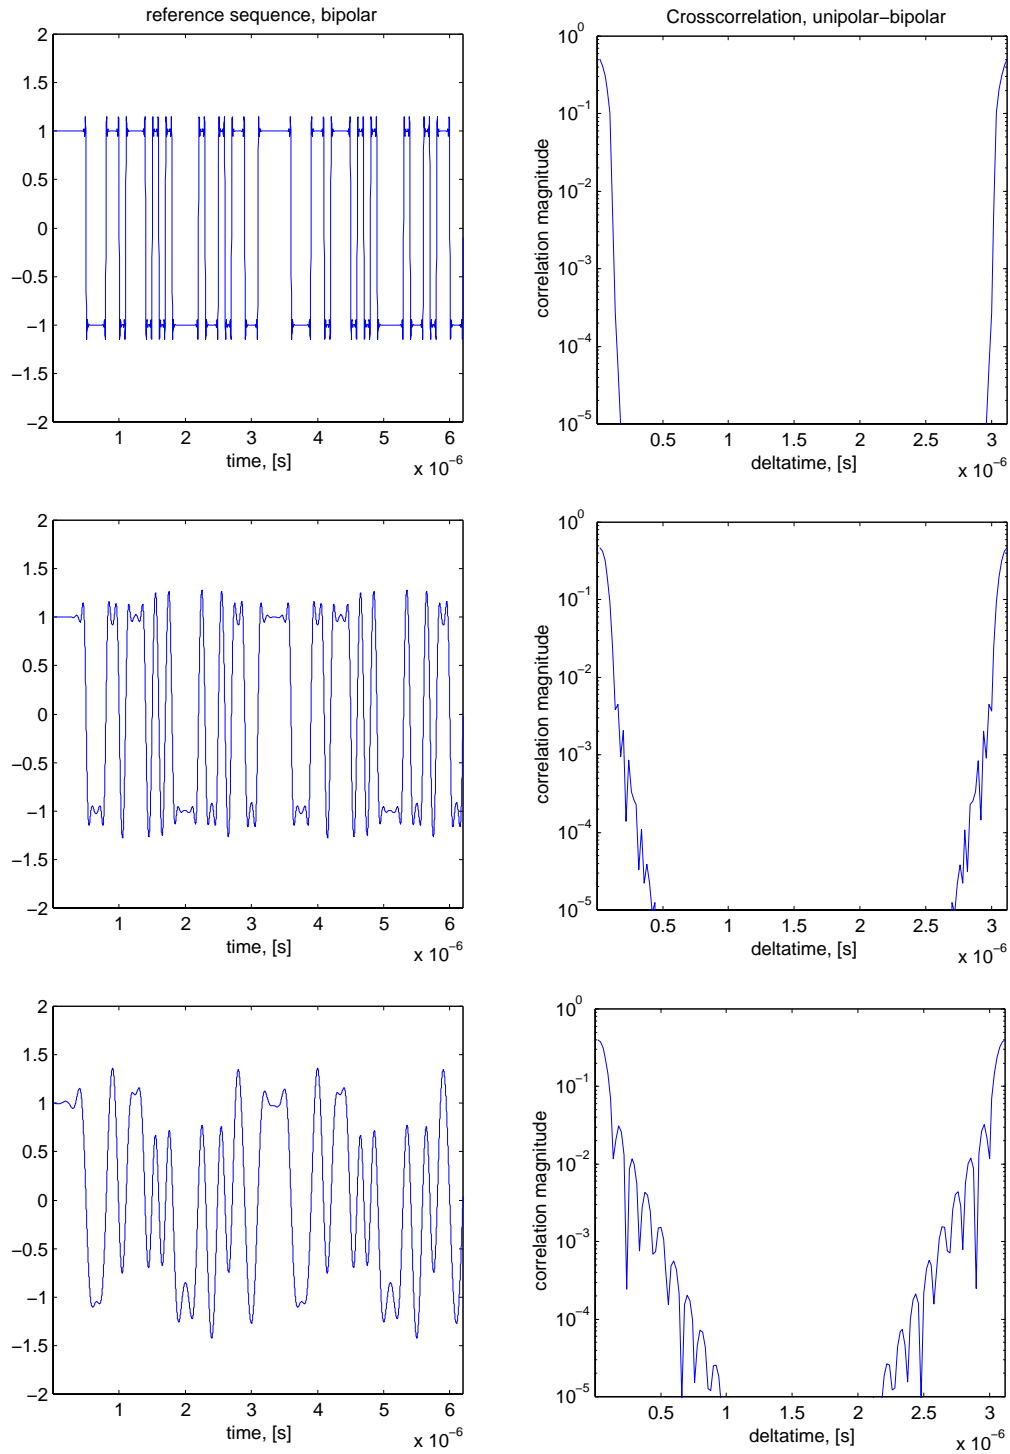 reference sequence, bipolar
2
1.5
1
0.5
0
−0.5
−1
−1.5
−2
1 2 3 4 5 6
time, [s]
x 10⁻⁶
Crosscorrelation, unipolar−bipolar
10⁰
10⁻¹
10⁻²
10⁻³
10⁻⁴
10⁻⁵
correlation magnitude
0.5 1 1.5 2 2.5 3
deltatime, [s]
x 10⁻⁶
2
1.5
1
0.5
0
−0.5
−1
−1.5
−2
1 2 3 4 5 6
time, [s]
x 10⁻⁶
10⁰
10⁻¹
10⁻²
10⁻³
10⁻⁴
10⁻⁵
correlation magnitude
0.5 1 1.5 2 2.5 3
deltatime, [s]
x 10⁻⁶
2
1.5
1
0.5
0
−0.5
−1
−1.5
−2
1 2 3 4 5 6
time, [s]
x 10⁻⁶
10⁰
10⁻¹
10⁻²
10⁻³
10⁻⁴
10⁻⁵
correlation magnitude
0.5 1 1.5 2 2.5 3
deltatime, [s]
x 10⁻⁶